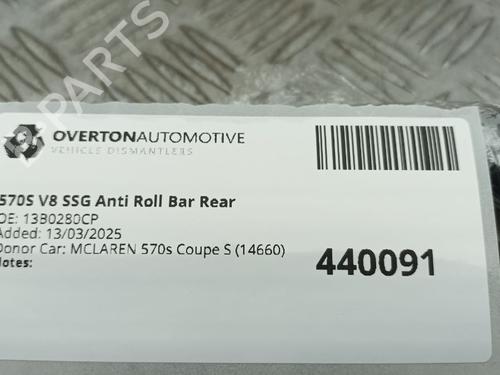 B PARTS
OVERTONAUTOMOTIVE
VEHICLE DISMANTLERS
570S V8 SSG Anti Roll Bar Rear
OE: 13B0280CP
Added: 13/03/2025
Donor Car: MCLAREN 570s Coupe S (14660)
Notes:
440091